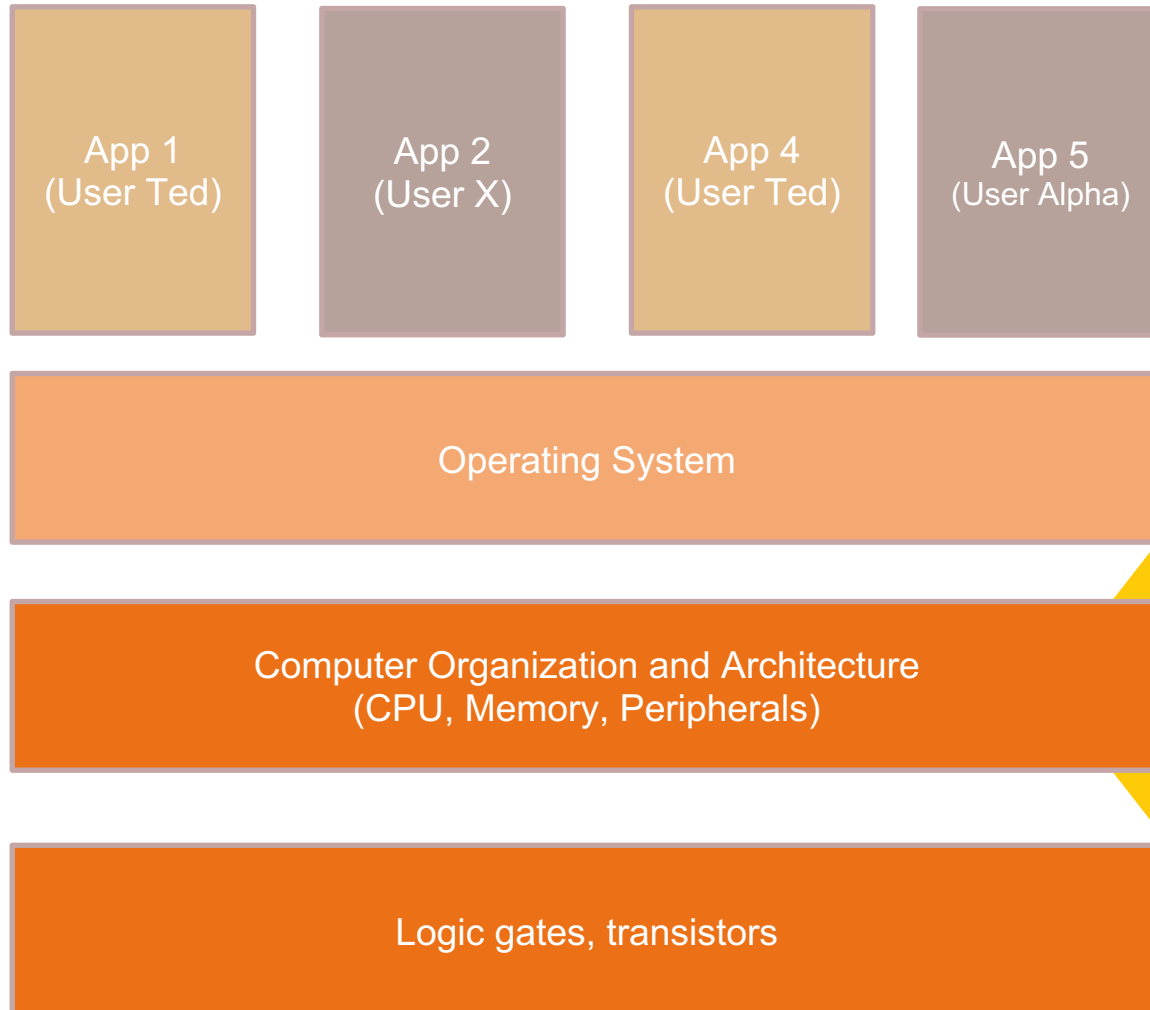 App 1
(User Ted)
App 2
(User X)
App 4
(User Ted)
App 5
(User Alpha)
Operating System
Computer Organization and Architecture
(CPU, Memory, Peripherals)
Logic gates, transistors